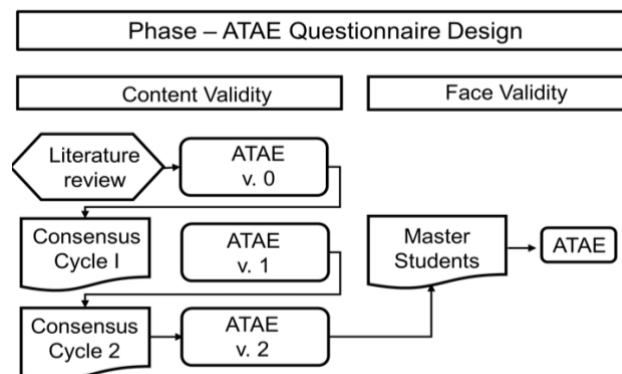 Phase – ATAE Questionnaire Design
Content Validity
Face Validity
Literature
review
ATAE
v. 0
Consensus
Cycle I
ATAE
v. 1
Master
Students
ATAE
Consensus
Cycle 2
ATAE
v. 2